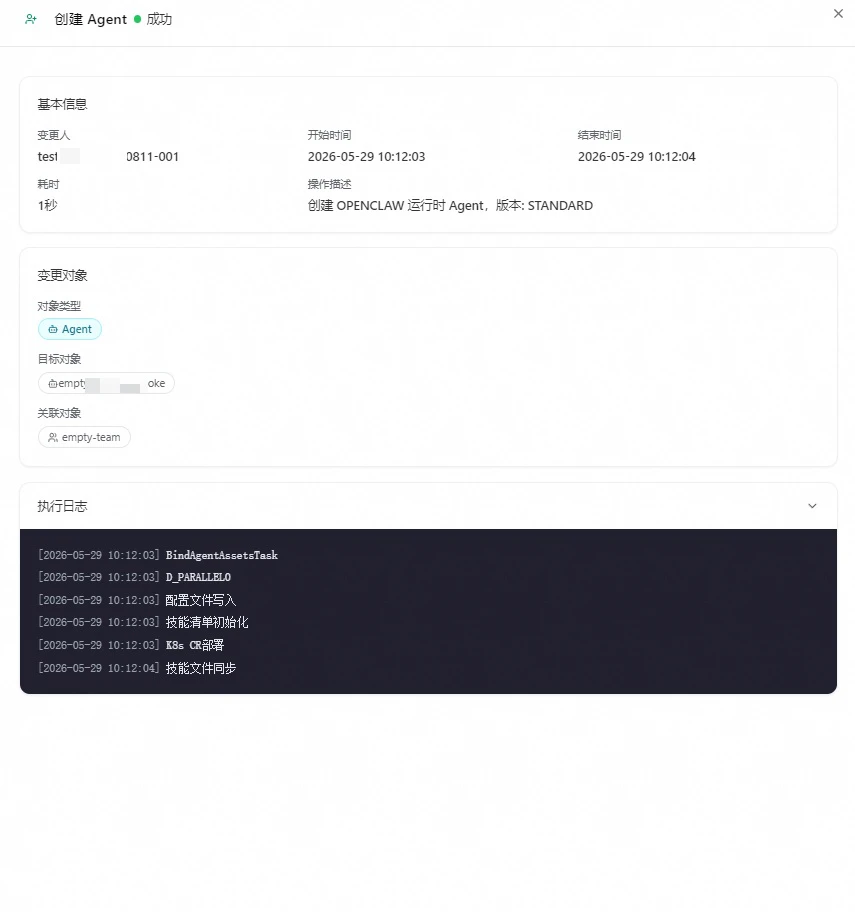 创建 Agent 成功
基本信息
变更人 开始时间 结束时间
test 0811-001 2026-05-29 10:12:03 2026-05-29 10:12:04
耗时 操作描述
1秒 创建 OPENCLAW 运行时 Agent，版本: STANDARD
变更对象
对象类型
Agent
目标对象
empty oke
关联对象
empty-team
执行日志
[2026-05-29 10:12:03] BindAgentAssetsTask
[2026-05-29 10:12:03] D_PARALLEL0
[2026-05-29 10:12:03] 配置文件写入
[2026-05-29 10:12:03] 技能清单初始化
[2026-05-29 10:12:03] K8s CR部署
[2026-05-29 10:12:04] 技能文件同步